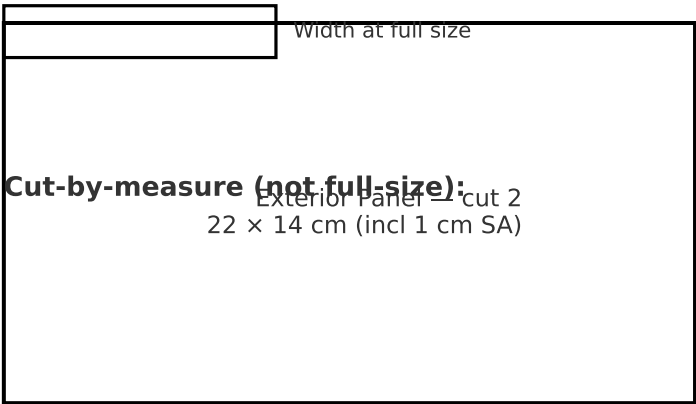 Width at full size
Cut-by-measure (not full-size):
Exterior Panel — cut 2
22 × 14 cm (incl 1 cm SA)